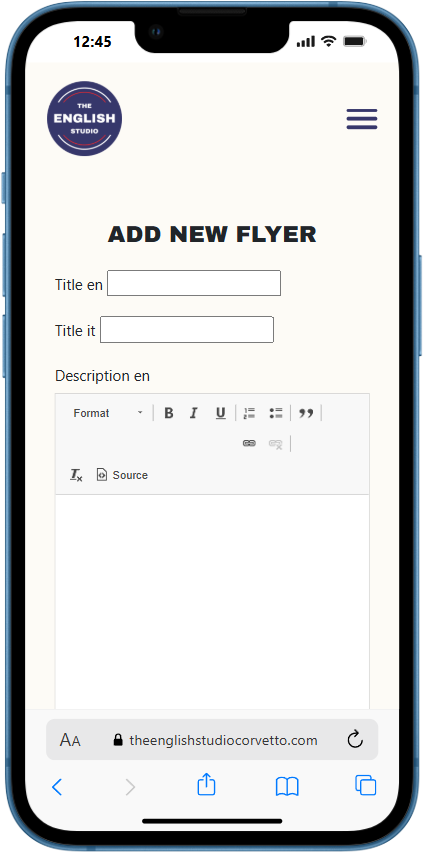 12:45
THE
ENGLISH
STUDIO
ADD NEW FLYER
Title en
Title it
Description en
Format B I U
Source
AA theenglishstudiocorvetto.com